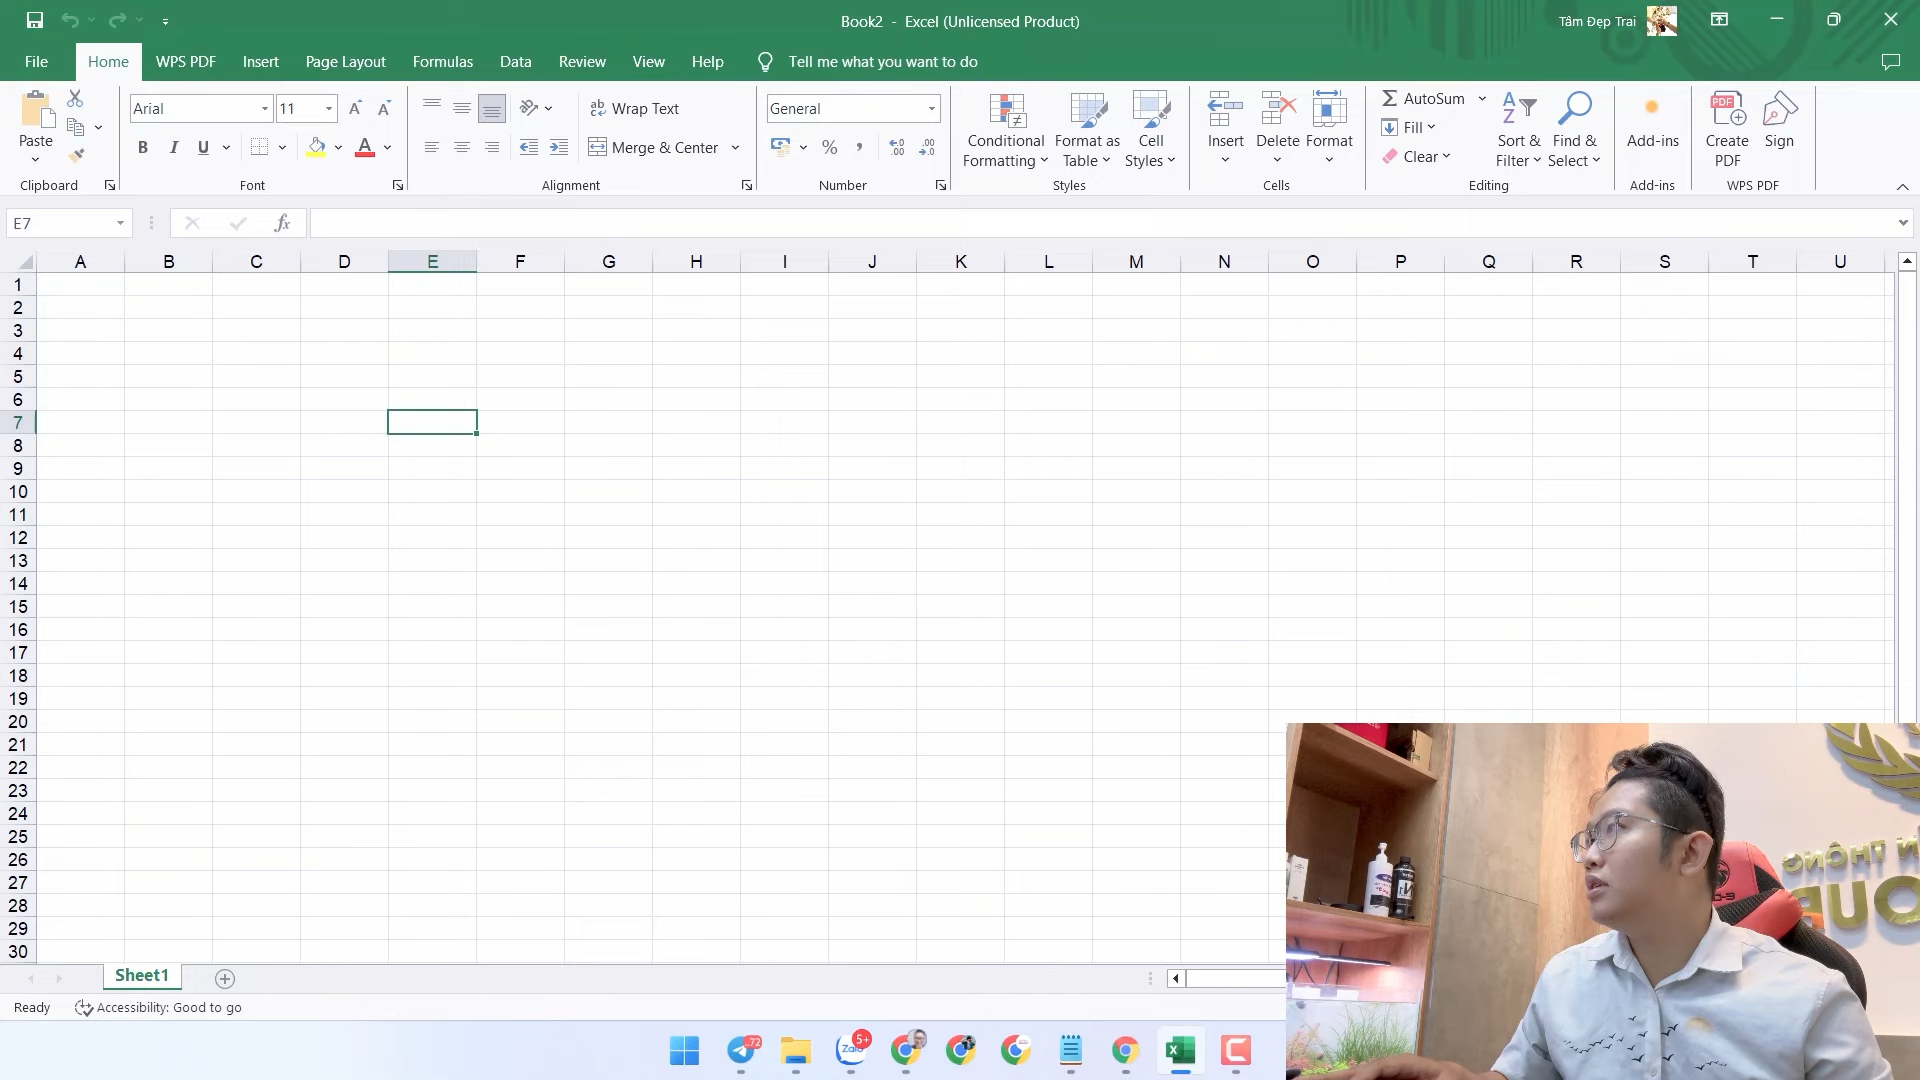 Book2 - Excel (Unlicensed Product)
Tâm Đẹp Trai
File Home WPS PDF Insert Page Layout Formulas Data Review View Help Tell me what you want to do
Paste
Clipboard
Arial 11
B I U A
Font
ab Wrap Text
Merge & Center
Alignment
General
% ,
Number
Conditional Formatting
Format as Table
Cell Styles
Styles
Insert Delete Format
Cells
AutoSum
Fill
Clear
Sort & Filter
Find & Select
Editing
Add-ins
Add-ins
Create PDF
Sign
WPS PDF
E7 fx
A B C D E F G H I J K L M N O P Q R S T U
1
2
3
4
5
6
7
8
9
10
11
12
13
14
15
16
17
18
19
20
21
22
23
24
25
26
27
28
29
30
Sheet1
Ready Accessibility: Good to go
72
Zalo 5+